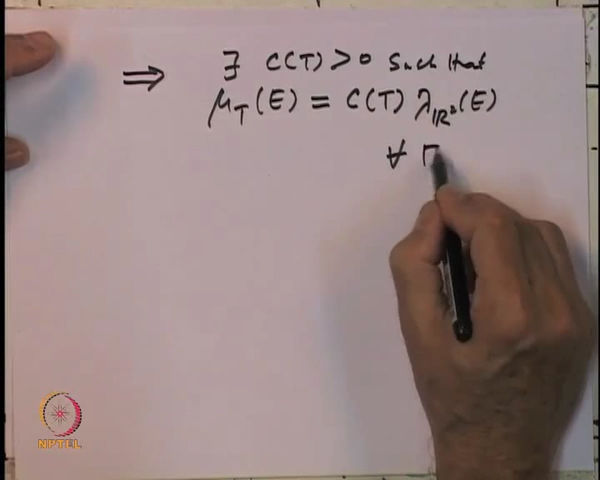 ⇒ ∃ C(T) > 0 such that
μ_T(E) = C(T) λ_{ℝ²}(E)
∀
NPTEL